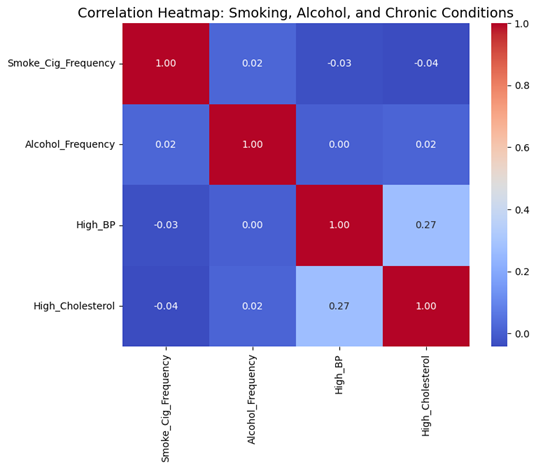 Correlation Heatmap: Smoking, Alcohol, and Chronic Conditions
Smoke_Cig_Frequency 1.00 0.02 -0.03 -0.04
Alcohol_Frequency 0.02 1.00 0.00 0.02
High_BP -0.03 0.00 1.00 0.27
High_Cholesterol -0.04 0.02 0.27 1.00
Smoke_Cig_Frequency
Alcohol_Frequency
High_BP
High_Cholesterol
1.0
0.8
0.6
0.4
0.2
0.0